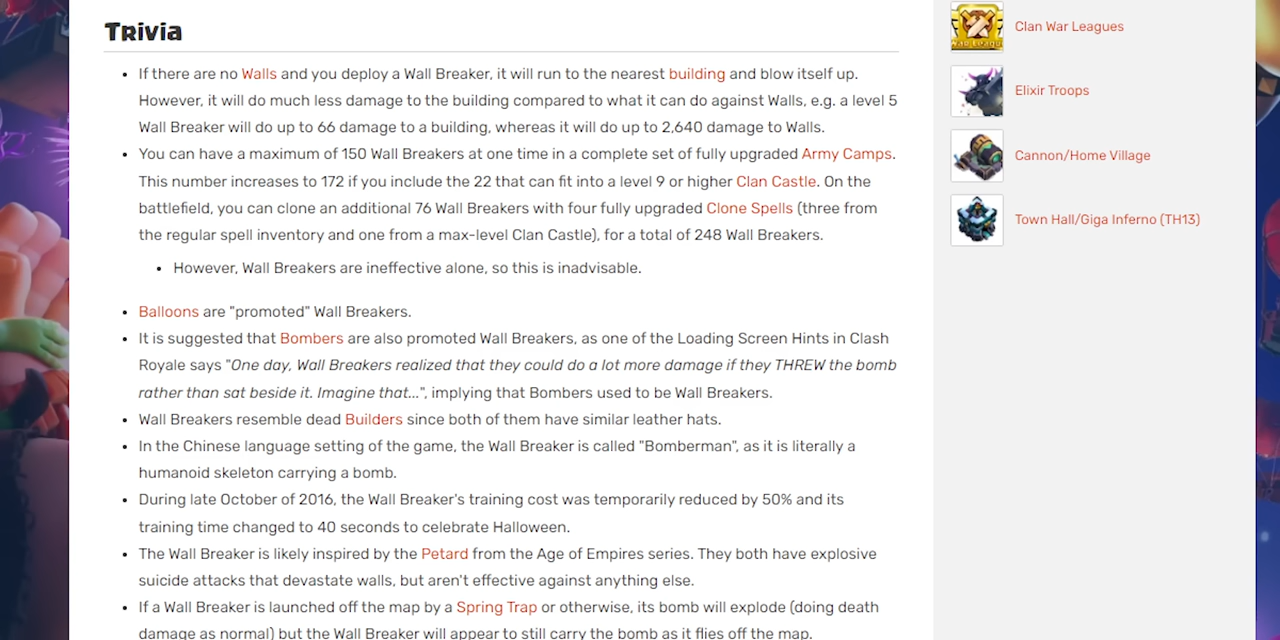 Trivia
If there are no Walls and you deploy a Wall Breaker, it will run to the nearest building and blow itself up.
However, it will do much less damage to the building compared to what it can do against Walls, e.g. a level 5
Wall Breaker will do up to 66 damage to a building, whereas it will do up to 2,640 damage to Walls.
You can have a maximum of 150 Wall Breakers at one time in a complete set of fully upgraded Army Camps.
This number increases to 172 if you include the 22 that can fit into a level 9 or higher Clan Castle. On the
battlefield, you can clone an additional 76 Wall Breakers with four fully upgraded Clone Spells (three from
the regular spell inventory and one from a max-level Clan Castle), for a total of 248 Wall Breakers.
However, Wall Breakers are ineffective alone, so this is inadvisable.
Balloons are "promoted" Wall Breakers.
It is suggested that Bombers are also promoted Wall Breakers, as one of the Loading Screen Hints in Clash
Royale says "One day, Wall Breakers realized that they could do a lot more damage if they THREW the bomb
rather than sat beside it. Imagine that...", implying that Bombers used to be Wall Breakers.
Wall Breakers resemble dead Builders since both of them have similar leather hats.
In the Chinese language setting of the game, the Wall Breaker is called "Bomberman", as it is literally a
humanoid skeleton carrying a bomb.
During late October of 2016, the Wall Breaker's training cost was temporarily reduced by 50% and its
training time changed to 40 seconds to celebrate Halloween.
The Wall Breaker is likely inspired by the Petard from the Age of Empires series. They both have explosive
suicide attacks that devastate walls, but aren't effective against anything else.
If a Wall Breaker is launched off the map by a Spring Trap or otherwise, its bomb will explode (doing death
damage as normal) but the Wall Breaker will appear to still carry the bomb as it flies off the map.
Clan War Leagues
Elixir Troops
Cannon/Home Village
Town Hall/Giga Inferno (TH13)